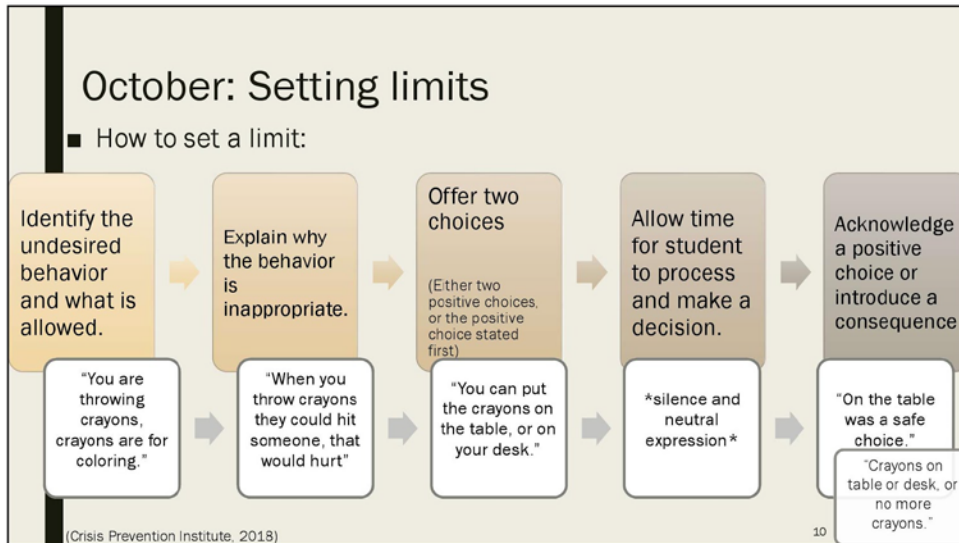 October: Setting limits
■ How to set a limit:
Identify the
undesired
behavior
and what is
allowed.
Explain why
the behavior
is
inappropriate.
Offer two
choices
(Either two
positive choices,
or the positive
choice stated
first)
Allow time
for student
to process
and make a
decision.
Acknowledge
a positive
choice or
introduce a
consequence
“You are
throwing
crayons,
crayons are for
coloring.”
“When you
throw crayons
they could hit
someone, that
would hurt”
“You can put
the crayons on
the table, or on
your desk.”
*silence and
neutral
expression*
“On the table
was a safe
choice.”
“Crayons on
table or desk, or
no more
crayons.”
(Crisis Prevention Institute, 2018)
10